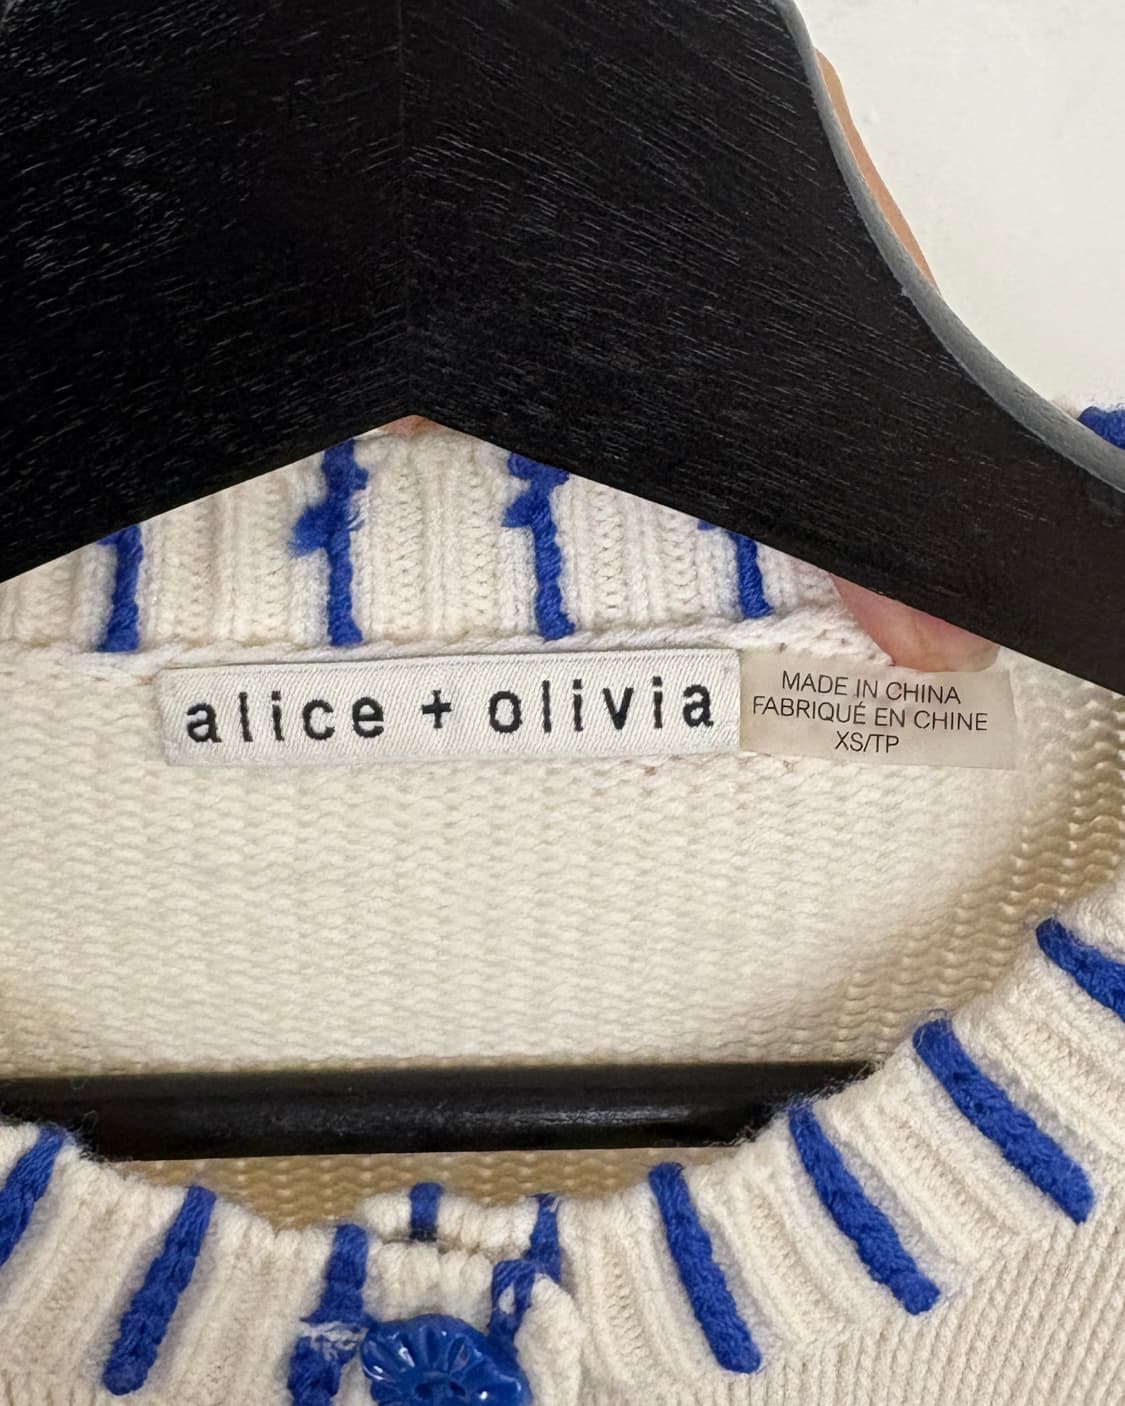 alice + olivia
MADE IN CHINA
FABRIQUÉ EN CHINE
XS/TP